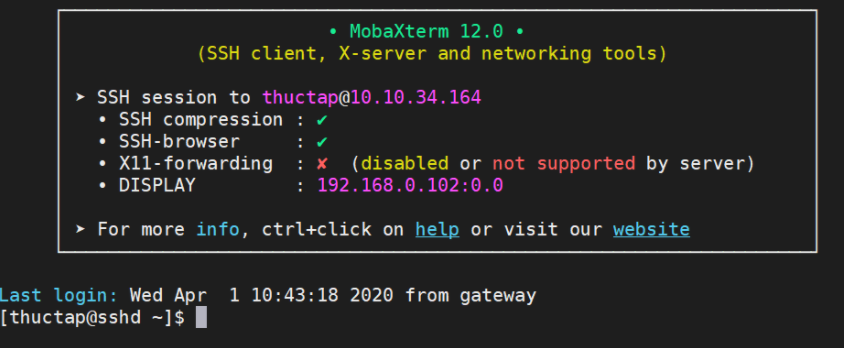 • MobaXterm 12.0 •
(SSH client, X-server and networking tools)
➤ SSH session to thuctap@10.10.34.164
• SSH compression : ✔
• SSH-browser : ✔
• X11-forwarding : ✘ (disabled or not supported by server)
• DISPLAY : 192.168.0.102:0.0
➤ For more info, ctrl+click on help or visit our website
Last login: Wed Apr  1 10:43:18 2020 from gateway
[thuctap@sshd ~]$